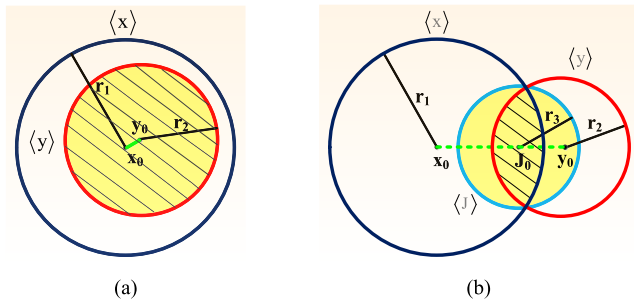 ⟨x⟩
r₁
⟨y⟩
y₀
r₂
x₀
(a)
⟨x⟩
⟨y⟩
r₁
r₃
r₂
x₀
J₀
y₀
⟨J⟩
(b)